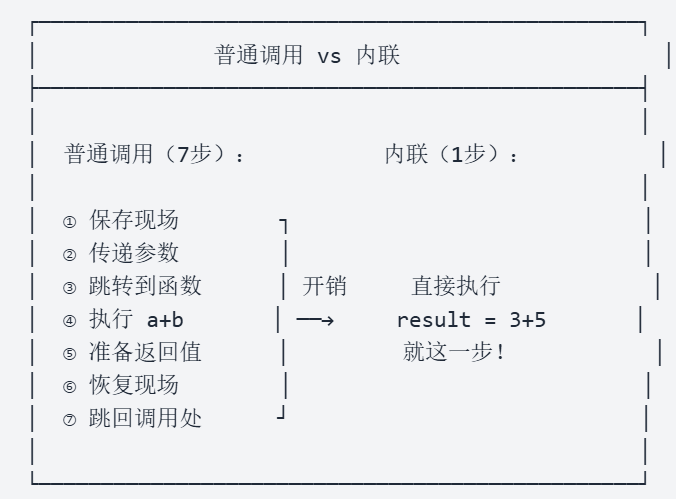 普通调用 vs 内联
普通调用（7步）： 内联（1步）：
① 保存现场
② 传递参数
③ 跳转到函数 开销 直接执行
④ 执行 a+b ──→ result = 3+5
⑤ 准备返回值 就这一步！
⑥ 恢复现场
⑦ 跳回调用处